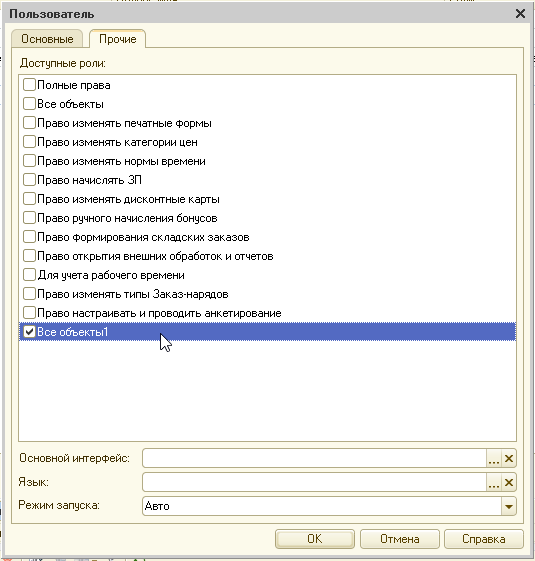 Пользователь
Основные
Прочие
Доступные роли:
Полные права
Все объекты
Право изменять печатные формы
Право изменять категории цен
Право изменять нормы времени
Право начислять ЗП
Право изменять дисконтные карты
Право ручного начисления бонусов
Право формирования складских заказов
Право открытия внешних обработок и отчетов
Для учета рабочего времени
Право изменять типы Заказ-нарядов
Право настраивать и проводить анкетирование
Все объекты1
Основной интерфейс:
...
Язык:
...
Режим запуска:
Авто
OK
Отмена
Справка